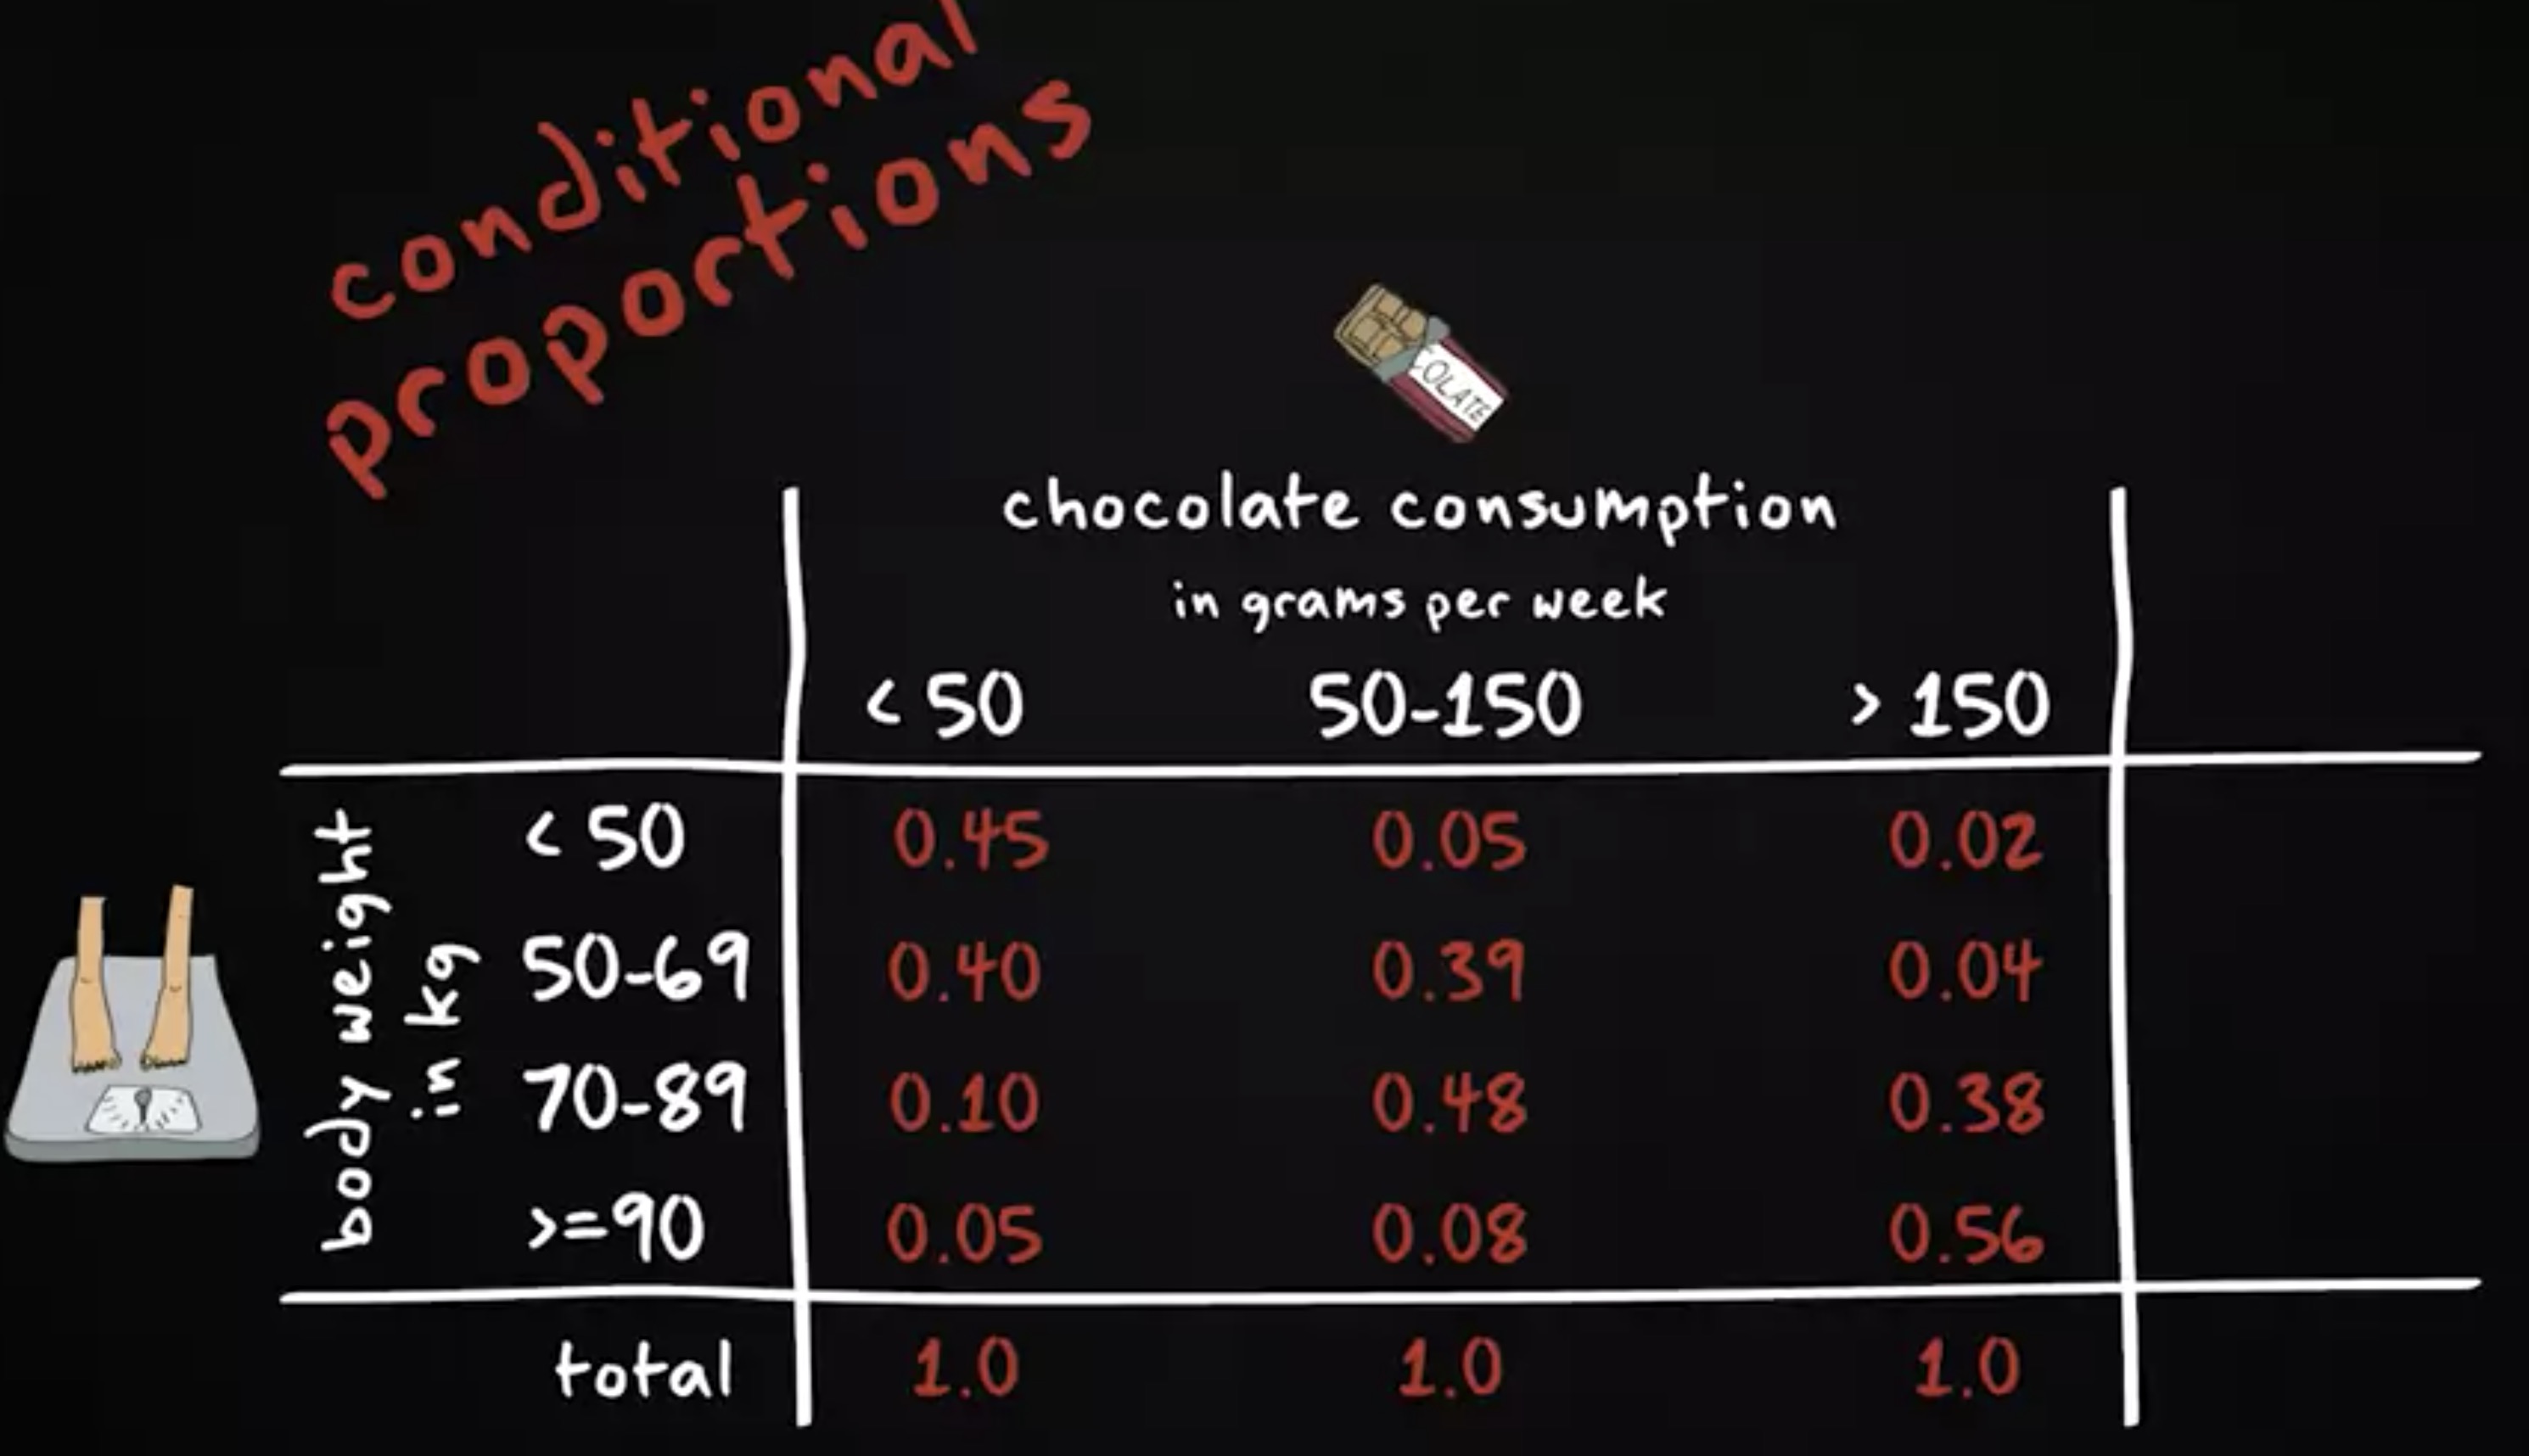 conditional
proportions
COLATE
chocolate consumption
in grams per week
< 50 50-150 > 150
body weight
in kg
< 50 0.45 0.05 0.02
50-69 0.40 0.39 0.04
70-89 0.10 0.48 0.38
>=90 0.05 0.08 0.56
total 1.0 1.0 1.0